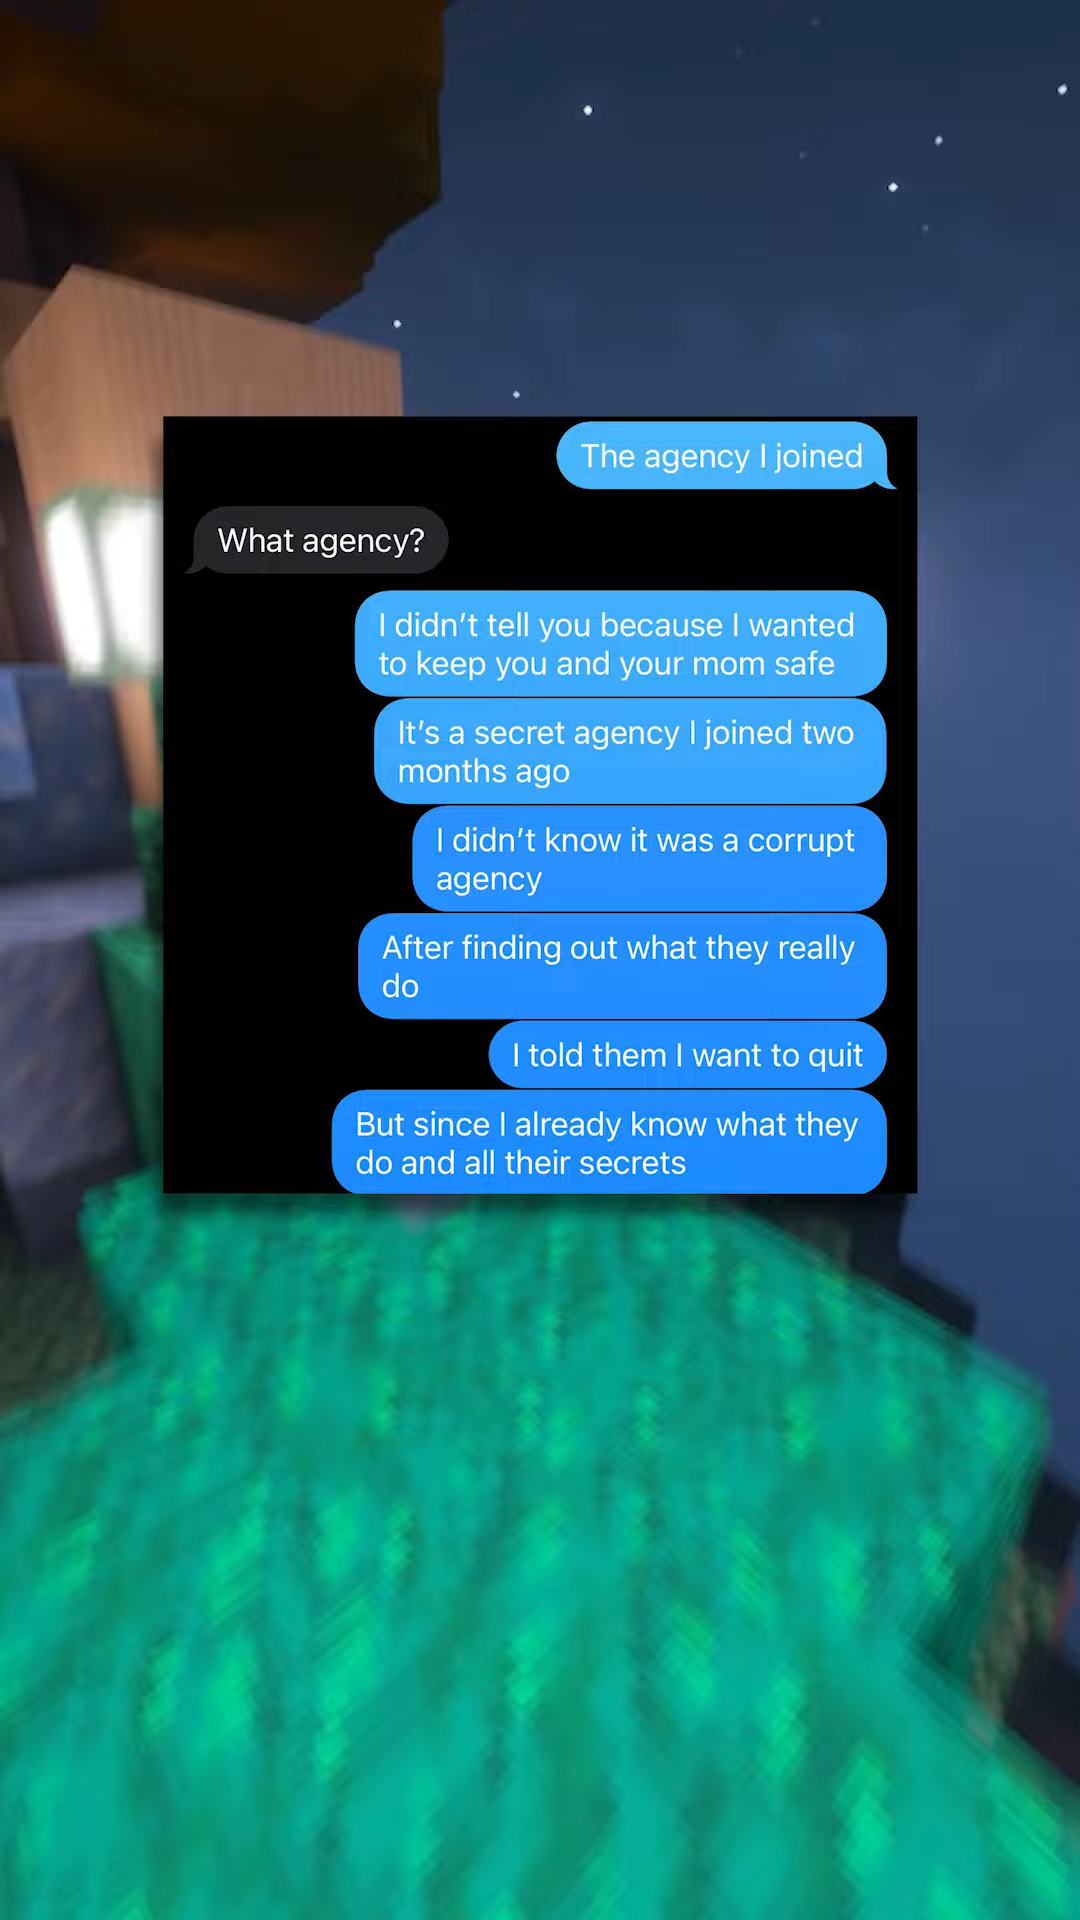 The agency I joined
What agency?
I didn’t tell you because I wanted
to keep you and your mom safe
It’s a secret agency I joined two
months ago
I didn’t know it was a corrupt
agency
After finding out what they really
do
I told them I want to quit
But since I already know what they
do and all their secrets